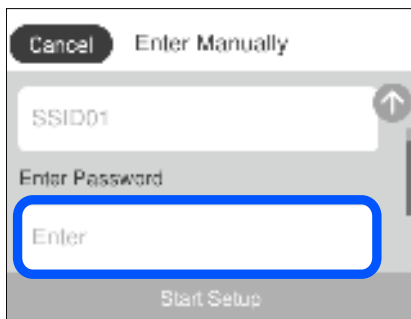 Cancel Enter Manually
SSID01
Enter Password
Enter
Start Setup